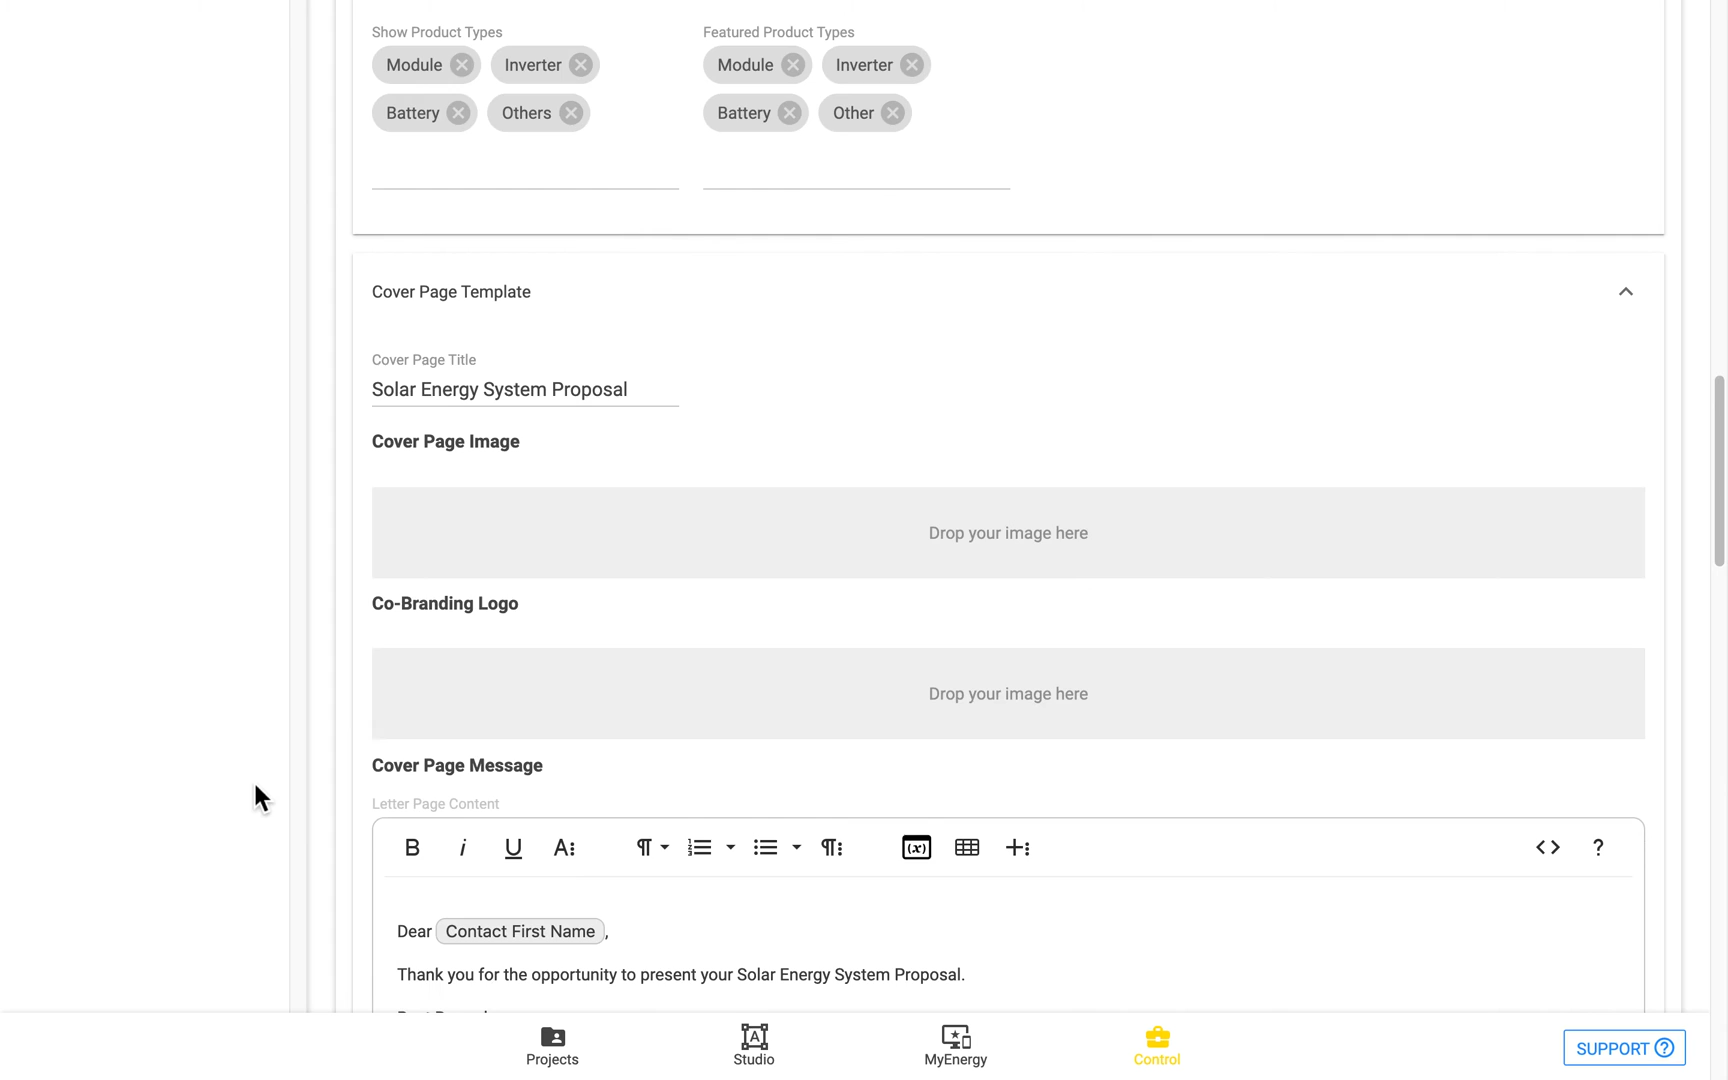 Show Product Types
Featured Product Types
Module Inverter
Module Inverter
Battery Others
Battery Other
Cover Page Template
Cover Page Title
Solar Energy System Proposal
Cover Page Image
Drop your image here
Co-Branding Logo
Drop your image here
Cover Page Message
Letter Page Content
Dear Contact First Name,
Thank you for the opportunity to present your Solar Energy System Proposal.
Projects
Studio
MyEnergy
Control
SUPPORT